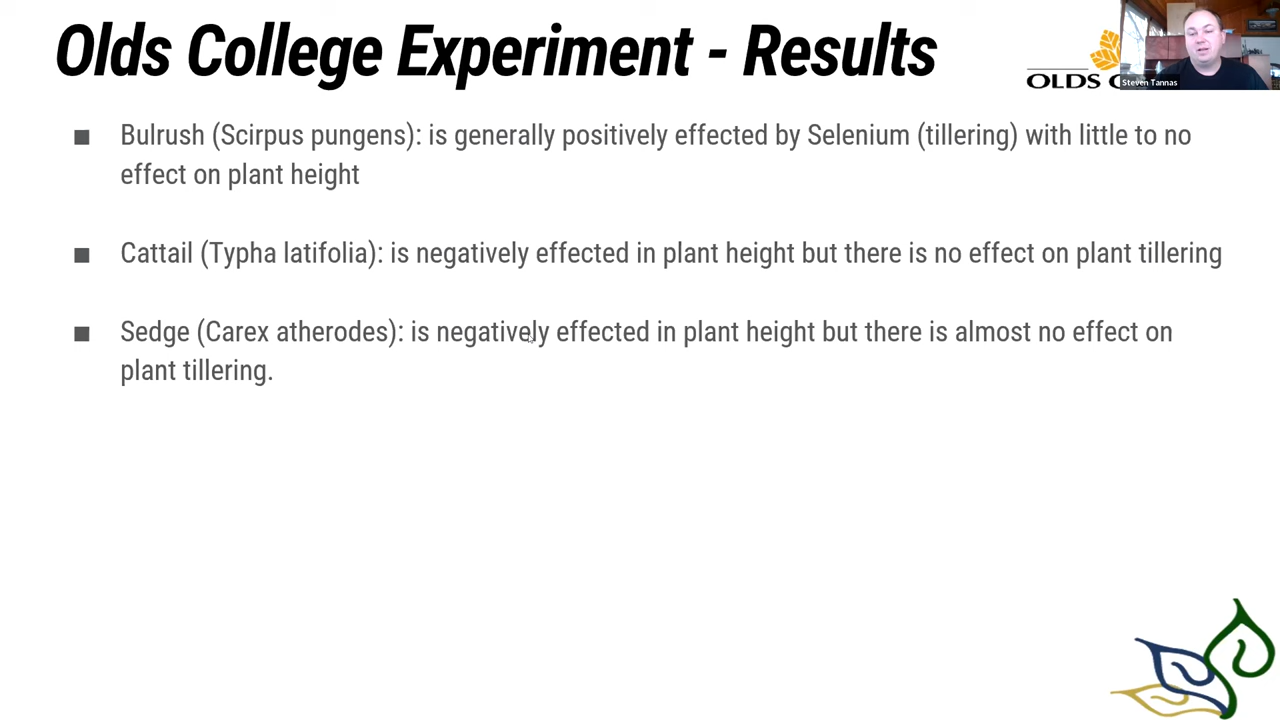 Olds College Experiment - Results
OLDS C
Steven Tannas
■ Bulrush (Scirpus pungens): is generally positively effected by Selenium (tillering) with little to no
effect on plant height
■ Cattail (Typha latifolia): is negatively effected in plant height but there is no effect on plant tillering
■ Sedge (Carex atherodes): is negatively effected in plant height but there is almost no effect on
plant tillering.